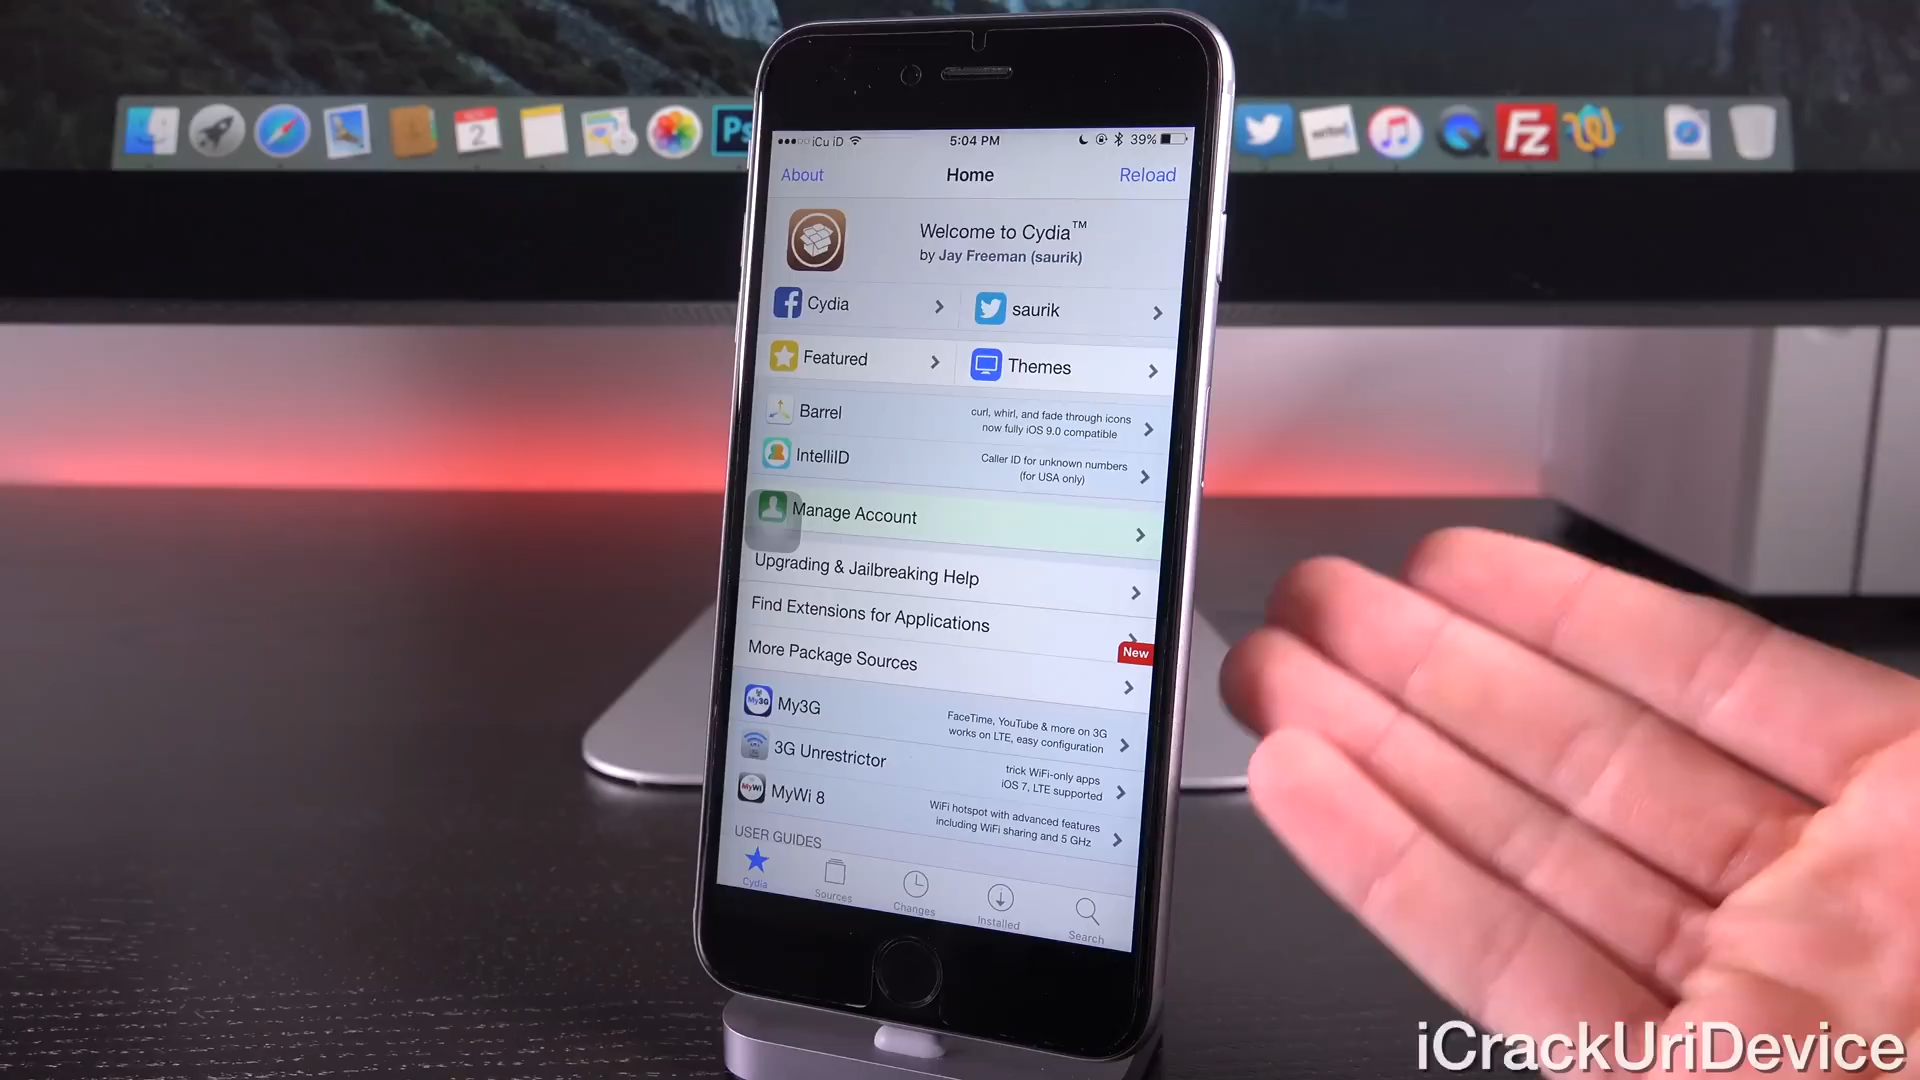 2
Ps
Fz
iCu iD
5:04 PM
39%
About
Home
Reload
Welcome to Cydia™
by Jay Freeman (saurik)
Cydia
saurik
Featured
Themes
Barrel
curl, whirl, and fade through icons
now fully iOS 9.0 compatible
IntelliID
Caller ID for unknown numbers
(for USA only)
Manage Account
Upgrading & Jailbreaking Help
Find Extensions for Applications
New
More Package Sources
My3G
My3G
FaceTime, YouTube & more on 3G
works on LTE, easy configuration
3G Unrestrictor
trick WiFi-only apps
iOS 7, LTE supported
MyWi
MyWi 8
WiFi hotspot with advanced features
including WiFi sharing and 5 GHz
USER GUIDES
Cydia
Sources
Changes
Installed
Search
iCrackUriDevice